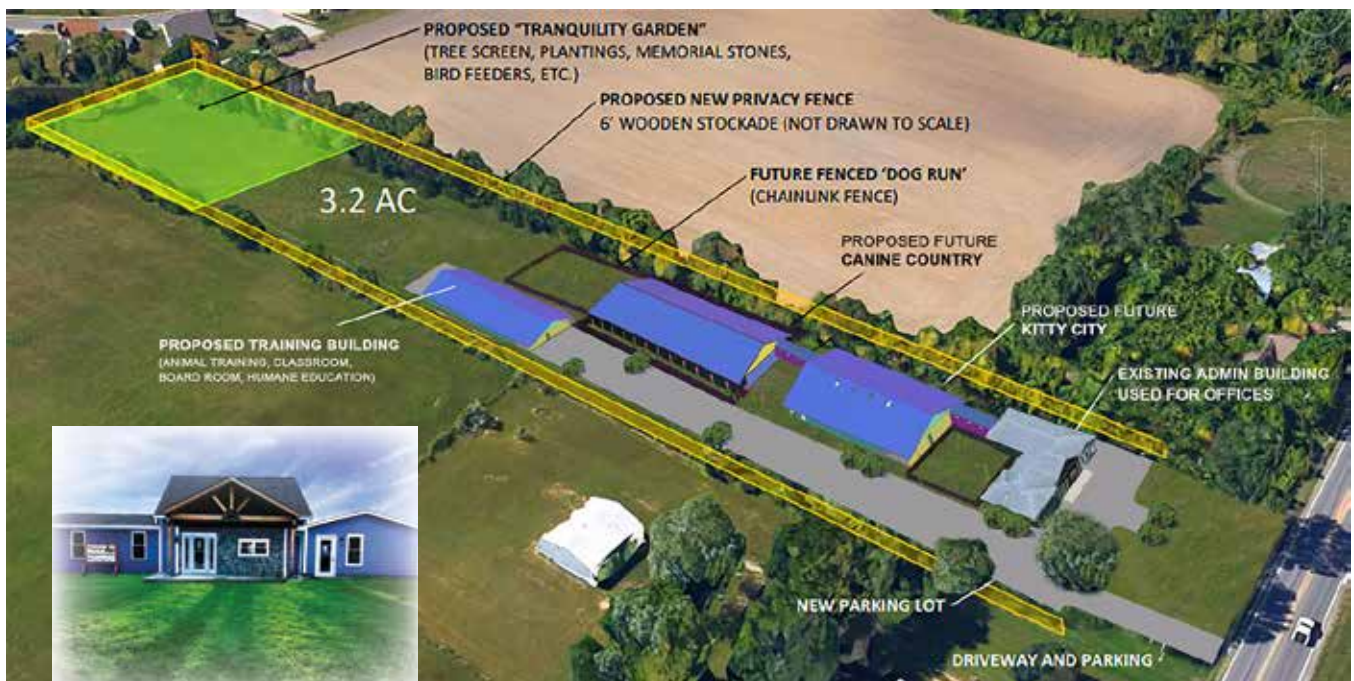 PROPOSED "TRANQUILITY GARDEN"
(TREE SCREEN, PLANTINGS, MEMORIAL STONES,
BIRD FEEDERS, ETC.)
PROPOSED NEW PRIVACY FENCE
6' WOODEN STOCKADE (NOT DRAWN TO SCALE)
FUTURE FENCED 'DOG RUN'
(CHAINLINK FENCE)
3.2 AC
PROPOSED FUTURE
CANINE COUNTRY
PROPOSED FUTURE
KITTY CITY
PROPOSED TRAINING BUILDING
(ANIMAL TRAINING, CLASSROOM,
BOARD ROOM, HUMANE EDUCATION)
EXISTING ADMIN BUILDING
USED FOR OFFICES
NEW PARKING LOT
DRIVEWAY AND PARKING